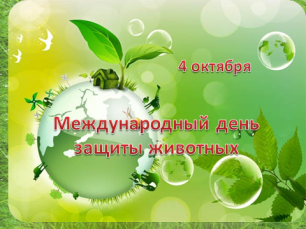 4 октября
Международный день
защиты животных